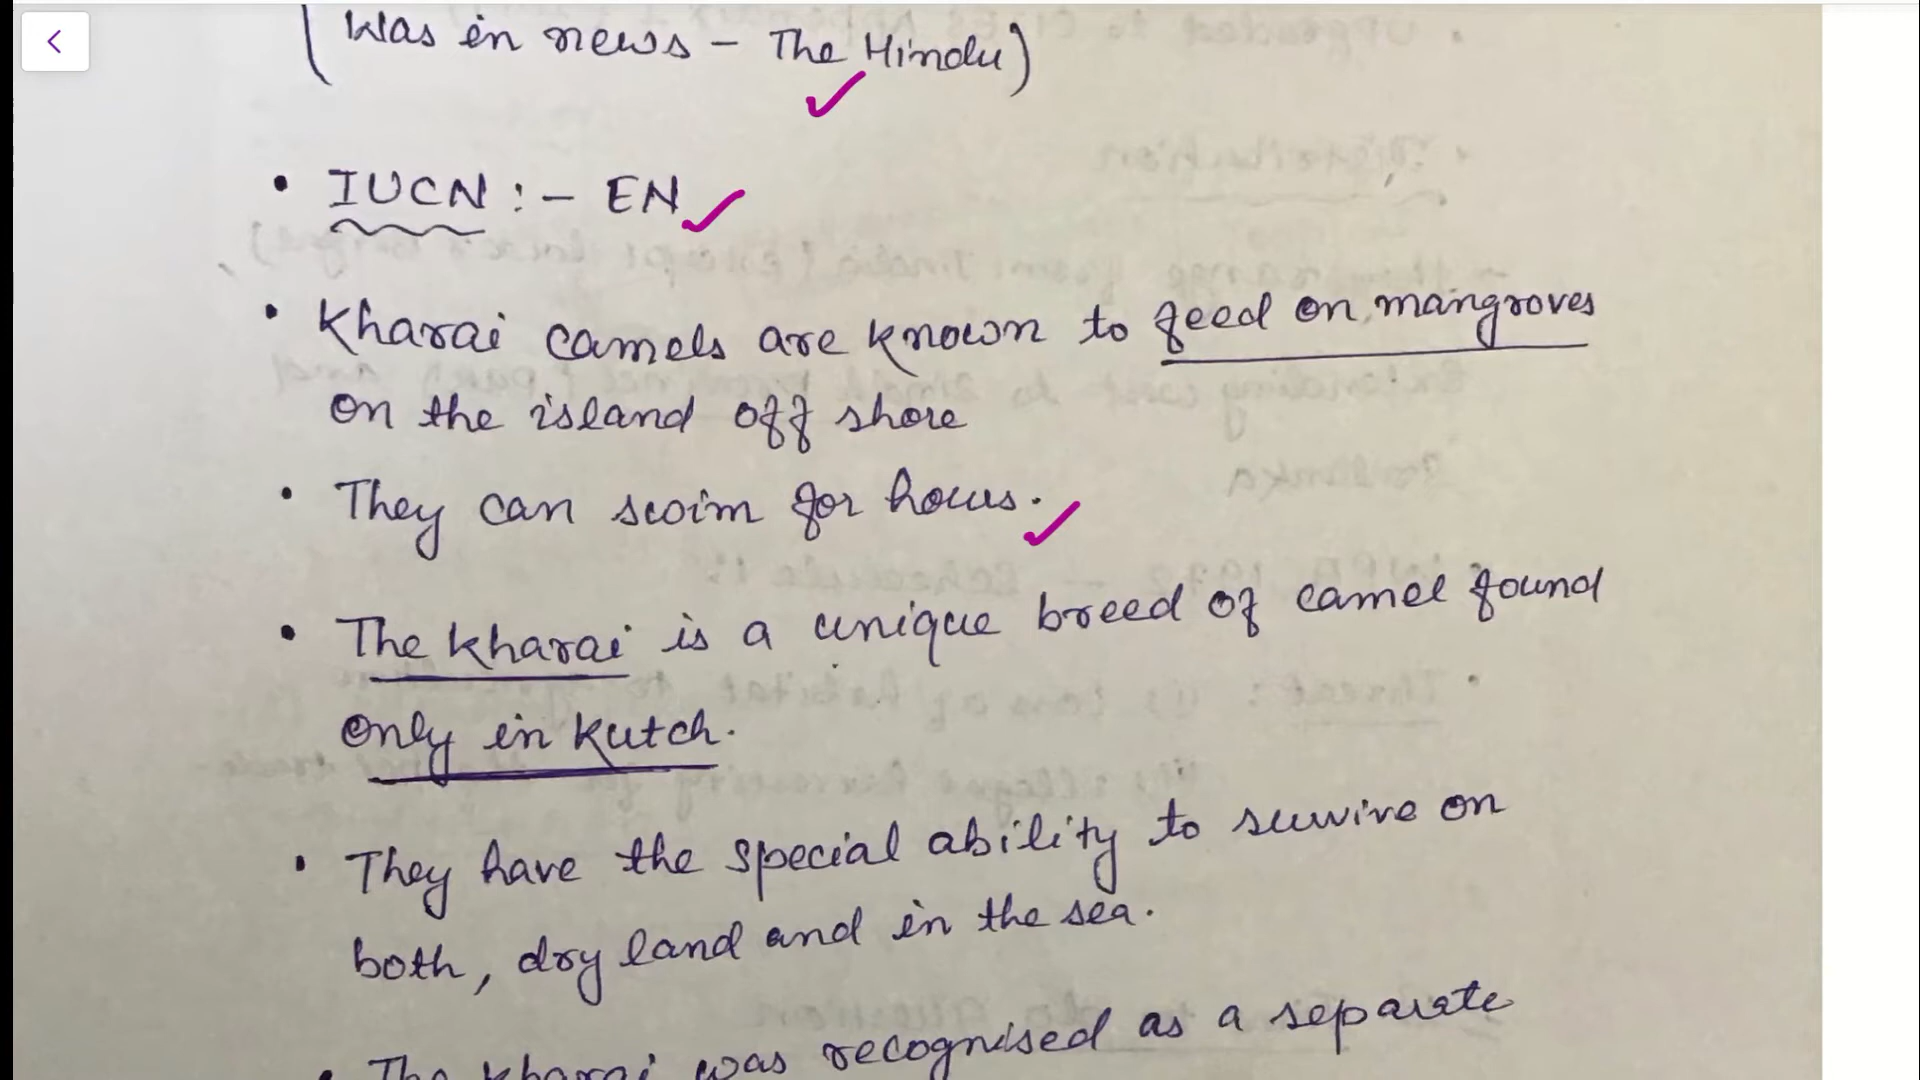 (Was in news – The Hindu)
• IUCN :– EN
• Kharai camels are known to feed on mangroves
on the island off shore
• They can swim for hours.
• The Kharai is a unique breed of camel found
only in Kutch.
• They have the special ability to survive on
both, dry land and in the sea.
• The Kharai was recognised as a separate